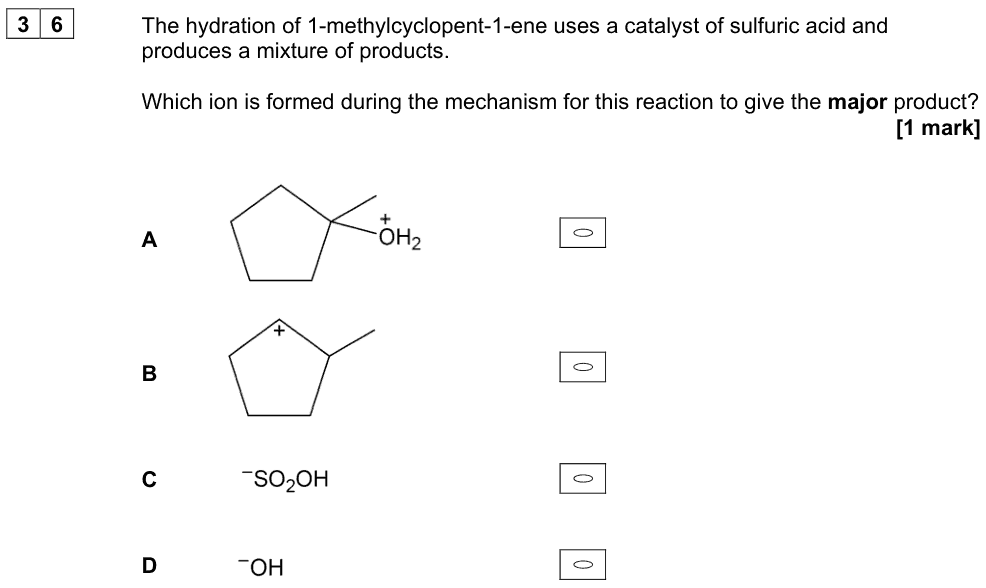 3 6
The hydration of 1-methylcyclopent-1-ene uses a catalyst of sulfuric acid and
produces a mixture of products.
Which ion is formed during the mechanism for this reaction to give the major product?
[1 mark]
A
+
OH₂
B
+
C
⁻SO₂OH
D
⁻OH